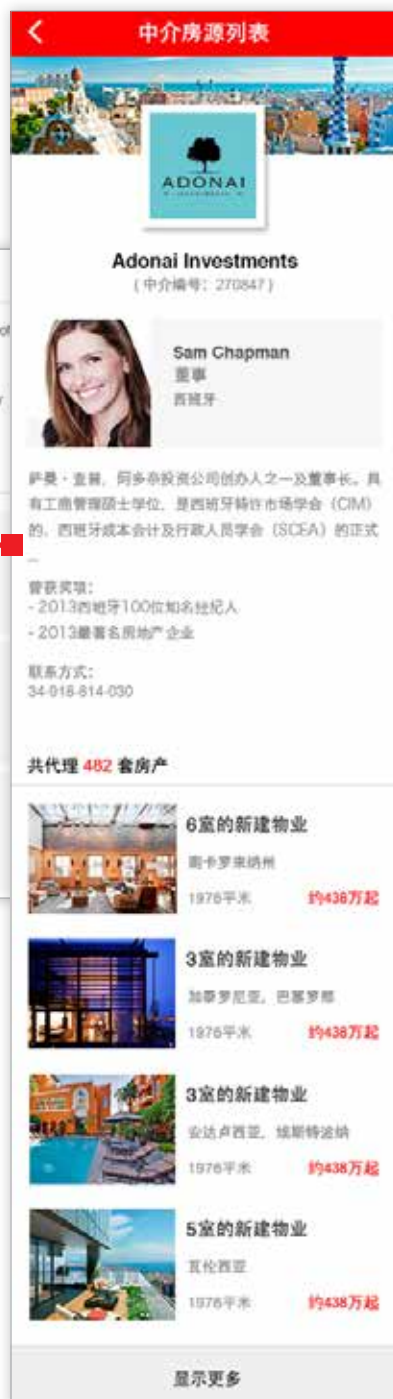 中介房源列表
ADONAI
Adonai Investments
(中介编号：270847)
Sam Chapman
董事
西班牙
萨曼·查普，阿多奈投资公司创办人之一及董事长。具
有工商管理硕士学位，是西班牙特许市场学会（CIM）
的、西班牙成本会计及行政人员学会（SCEA）的正式
...
曾获奖项：
- 2013西班牙100位知名经纪人
- 2013最著名房地产企业
联系方式：
34-918-814-030
共代理 482 套房产
6室的新建物业
南卡罗来纳州
1976平米 约438万起
3室的新建物业
加泰罗尼亚，巴塞罗那
1976平米 约438万起
3室的新建物业
安达卢西亚，埃斯特波纳
1976平米 约438万起
5室的新建物业
瓦伦西亚
1976平米 约438万起
显示更多